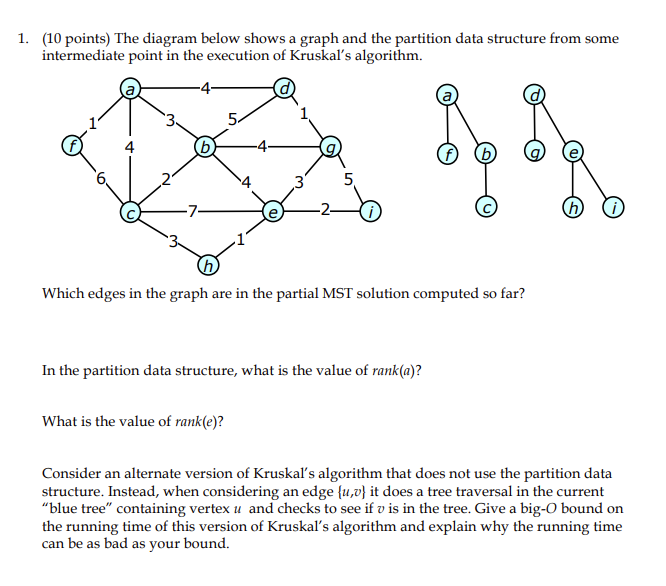 1. (10 points) The diagram below shows a graph and the partition data structure from some
intermediate point in the execution of Kruskal's algorithm.
a 4 d a d
1 3 5 1
f 4 b 4 g f b g e
6 2 4 3 5
c 7 e 2 i c h i
3 1
h
Which edges in the graph are in the partial MST solution computed so far?
In the partition data structure, what is the value of rank(a)?
What is the value of rank(e)?
Consider an alternate version of Kruskal's algorithm that does not use the partition data
structure. Instead, when considering an edge {u,v} it does a tree traversal in the current
"blue tree" containing vertex u and checks to see if v is in the tree. Give a big-O bound on
the running time of this version of Kruskal's algorithm and explain why the running time
can be as bad as your bound.